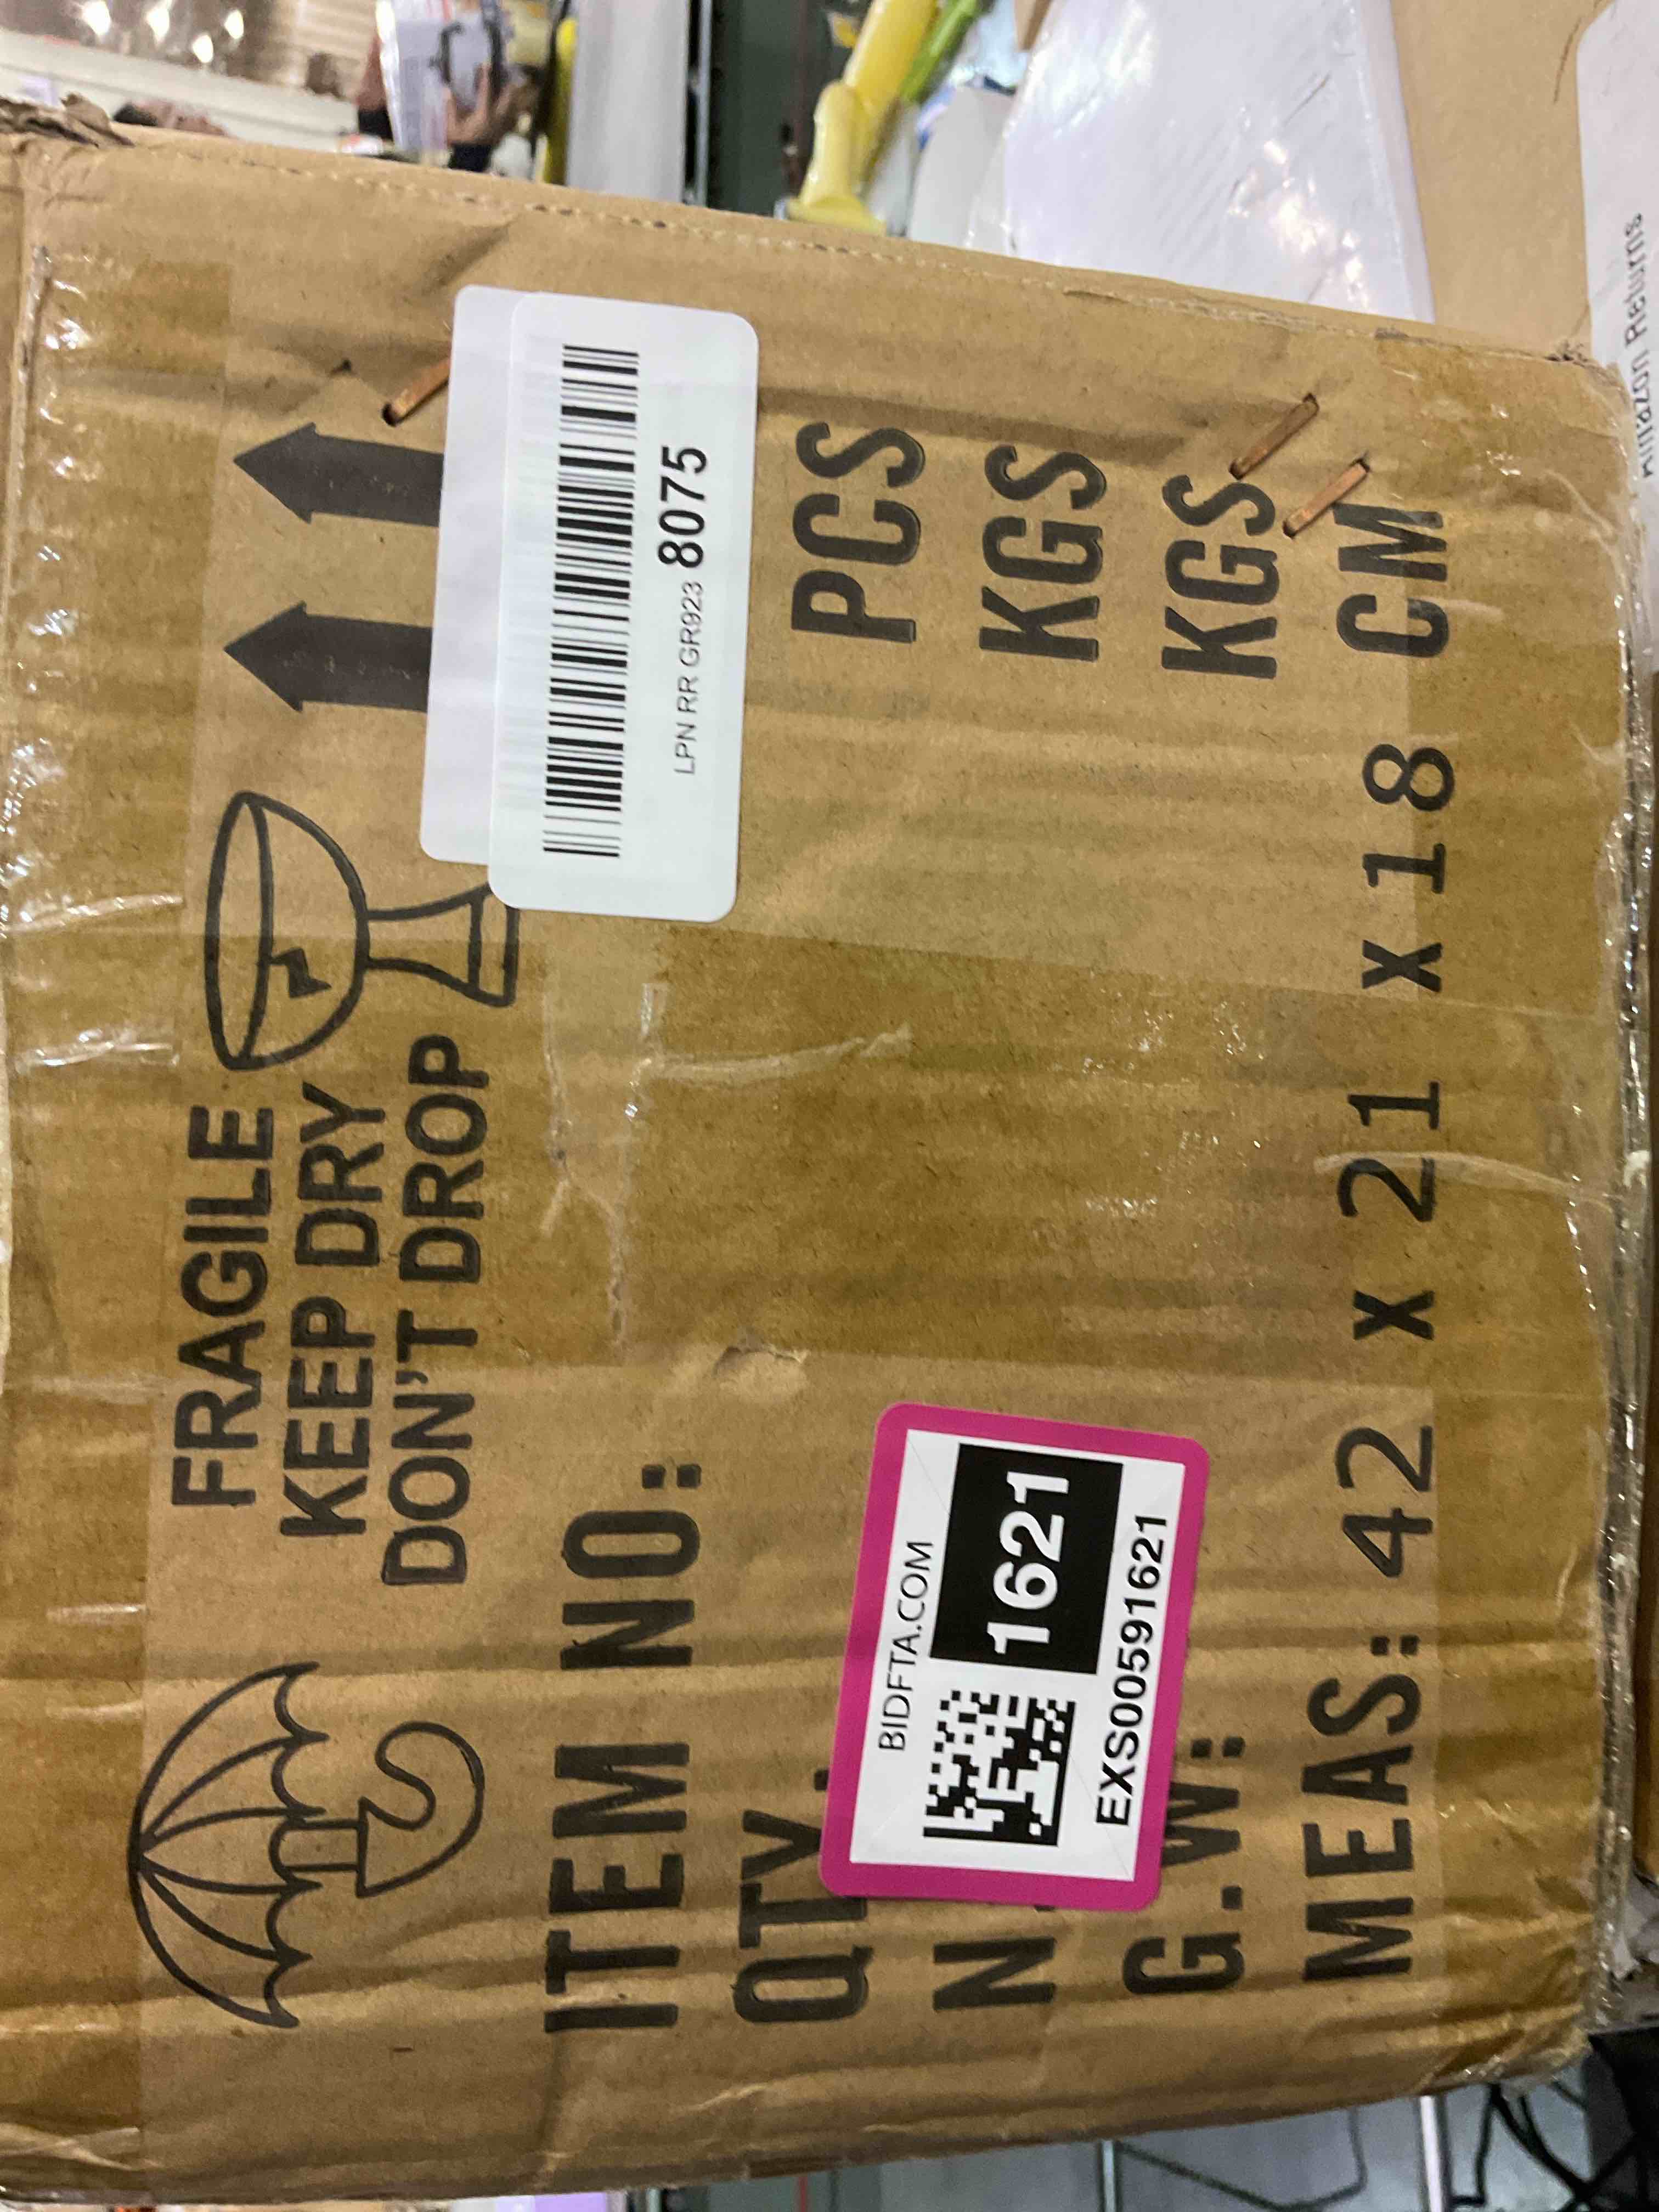 FRAGILE
KEEP DRY
DON'T DROP
LPN RR GR923 8075
ITEM NO:
QTY. PCS
N. KGS
G.W: KGS
MEAS: 42 x 21 x 18 CM
BIDFTA.COM
1621
EXS00591621
Amazon Returns